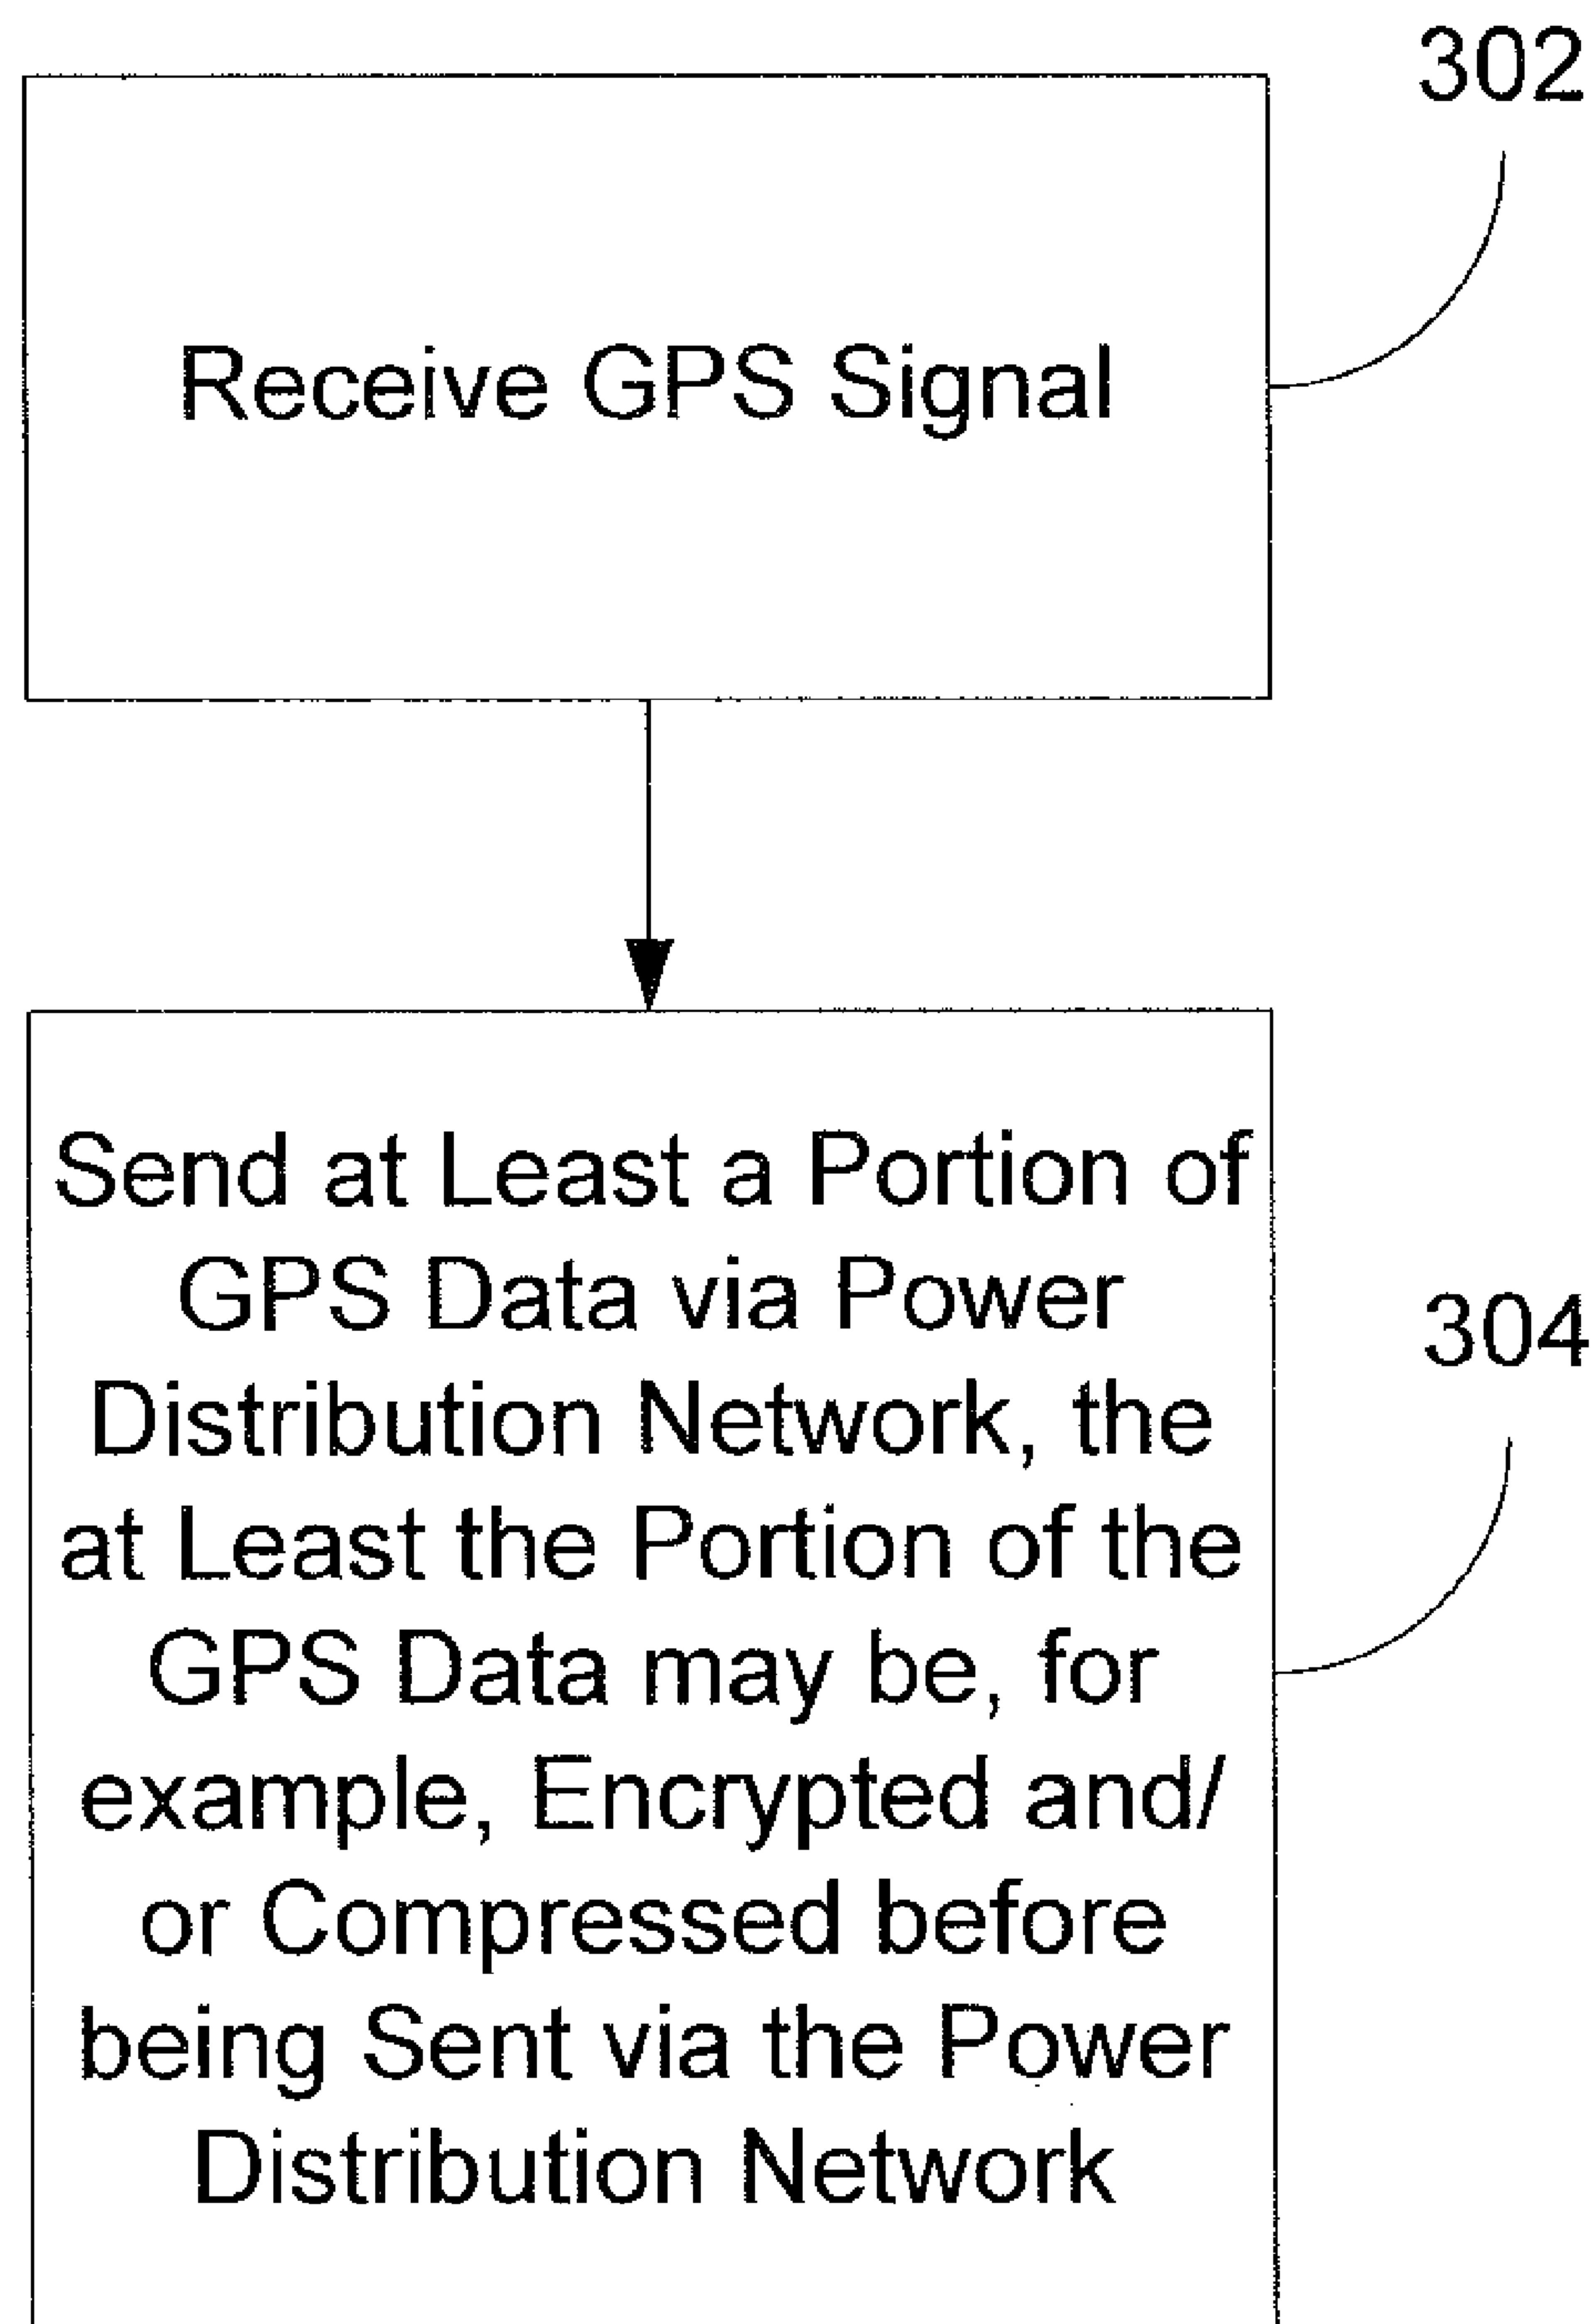 302
Receive GPS Signal
Send at Least a Portion of
GPS Data via Power
Distribution Network, the
at Least the Portion of the
GPS Data may be, for
example, Encrypted and/
or Compressed before
being Sent via the Power
Distribution Network
304